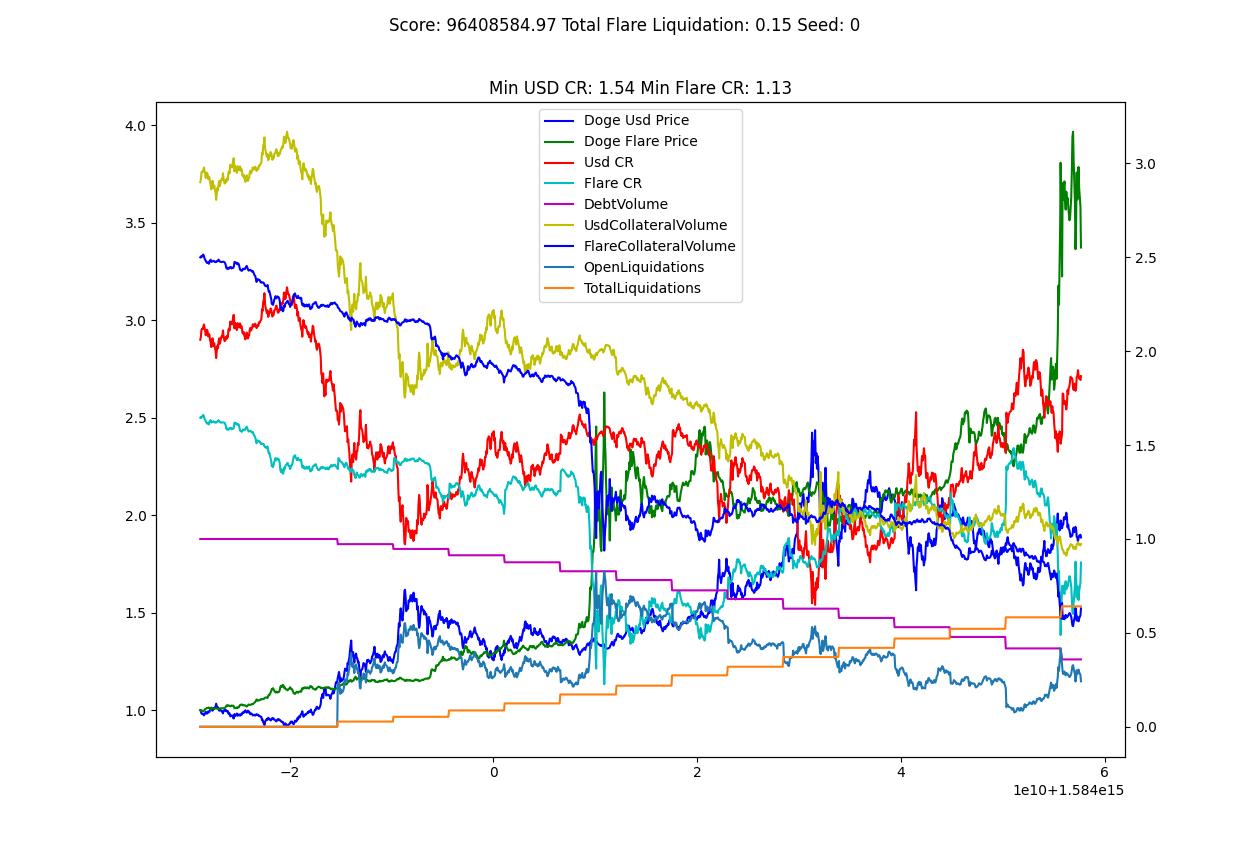 Score: 96408584.97 Total Flare Liquidation: 0.15 Seed: 0
Min USD CR: 1.54 Min Flare CR: 1.13
Doge Usd Price
Doge Flare Price
Usd CR
Flare CR
DebtVolume
UsdCollateralVolume
FlareCollateralVolume
OpenLiquidations
TotalLiquidations
4.0
3.5
3.0
2.5
2.0
1.5
1.0
3.0
2.5
2.0
1.5
1.0
0.5
0.0
−2 0 2 4 6
1e10+1.584e15